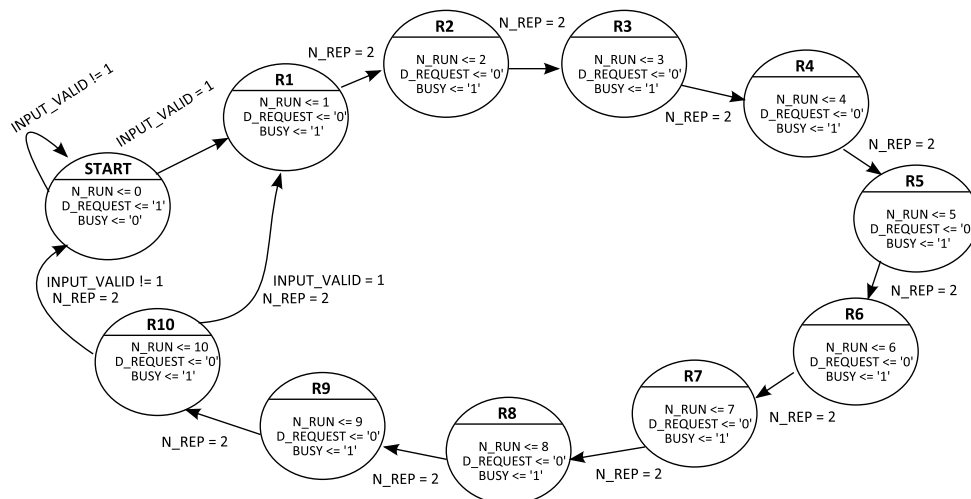 INPUT_VALID != 1
INPUT_VALID = 1
START
N_RUN <= 0
D_REQUEST <= '1'
BUSY <= '0'
R1
N_RUN <= 1
D_REQUEST <= '0'
BUSY <= '1'
N_REP = 2
R2
N_RUN <= 2
D_REQUEST <= '0'
BUSY <= '1'
N_REP = 2
R3
N_RUN <= 3
D_REQUEST <= '0'
BUSY <= '1'
N_REP = 2
R4
N_RUN <= 4
D_REQUEST <= '0'
BUSY <= '1'
N_REP = 2
R5
N_RUN <= 5
D_REQUEST <= '0
BUSY <= '1'
N_REP = 2
R6
N_RUN <= 6
D_REQUEST <= '0'
BUSY <= '1'
N_REP = 2
R7
N_RUN <= 7
D_REQUEST <= '0'
BUSY <= '1'
N_REP = 2
R8
N_RUN <= 8
D_REQUEST <= '0'
BUSY <= '1'
N_REP = 2
R9
N_RUN <= 9
D_REQUEST <= '0'
BUSY <= '1'
N_REP = 2
R10
N_RUN <= 10
D_REQUEST <= '0'
BUSY <= '1'
INPUT_VALID != 1
N_REP = 2
INPUT_VALID = 1
N_REP = 2